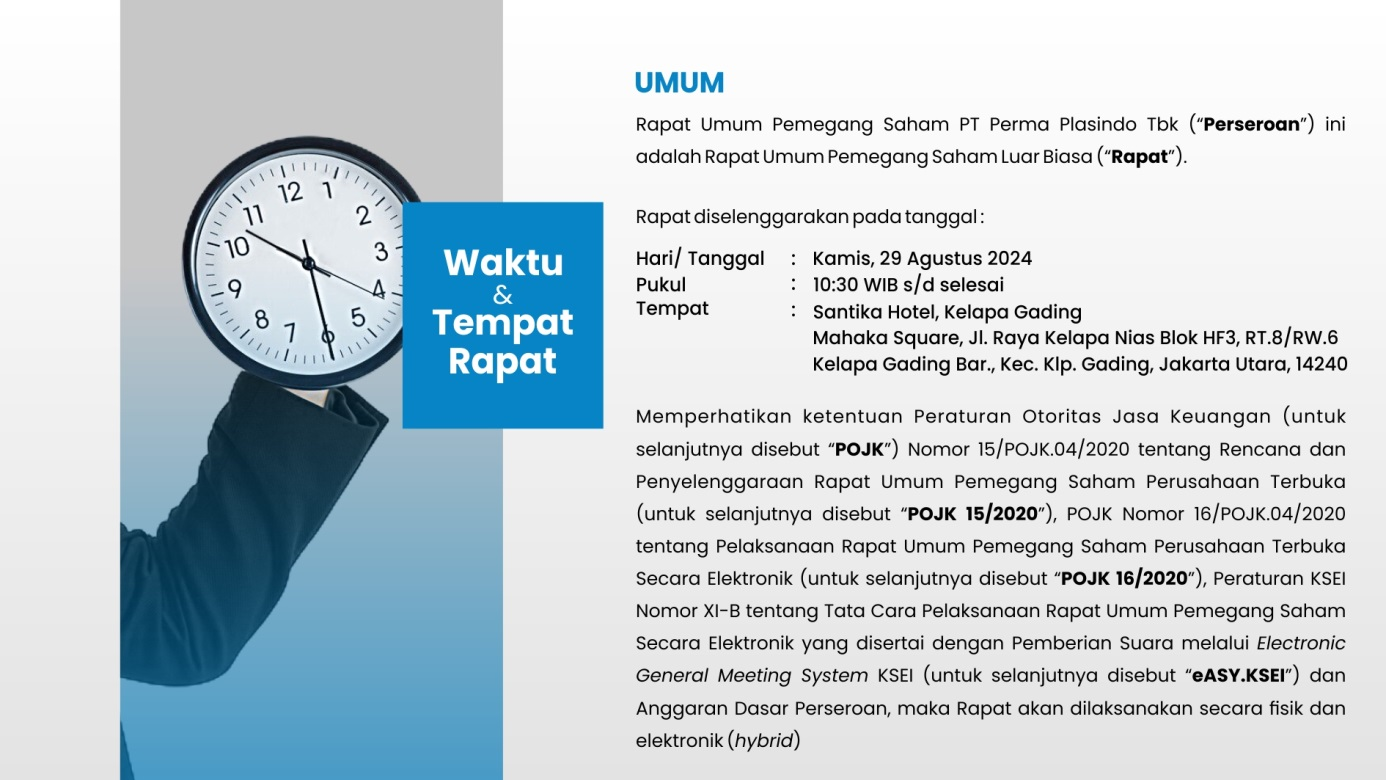 12
1
2
3
4
5
6
7
8
9
10
11
Waktu
&
Tempat
Rapat
UMUM
Rapat Umum Pemegang Saham PT Perma Plasindo Tbk (“Perseroan”) ini
adalah Rapat Umum Pemegang Saham Luar Biasa (“Rapat”).
Rapat diselenggarakan pada tanggal :
Hari/ Tanggal : Kamis, 29 Agustus 2024
Pukul : 10:30 WIB s/d selesai
Tempat : Santika Hotel, Kelapa Gading
Mahaka Square, Jl. Raya Kelapa Nias Blok HF3, RT.8/RW.6
Kelapa Gading Bar., Kec. Klp. Gading, Jakarta Utara, 14240
Memperhatikan ketentuan Peraturan Otoritas Jasa Keuangan (untuk
selanjutnya disebut “POJK”) Nomor 15/POJK.04/2020 tentang Rencana dan
Penyelenggaraan Rapat Umum Pemegang Saham Perusahaan Terbuka
(untuk selanjutnya disebut “POJK 15/2020”), POJK Nomor 16/POJK.04/2020
tentang Pelaksanaan Rapat Umum Pemegang Saham Perusahaan Terbuka
Secara Elektronik (untuk selanjutnya disebut “POJK 16/2020”), Peraturan KSEI
Nomor XI-B tentang Tata Cara Pelaksanaan Rapat Umum Pemegang Saham
Secara Elektronik yang disertai dengan Pemberian Suara melalui Electronic
General Meeting System KSEI (untuk selanjutnya disebut “eASY.KSEI”) dan
Anggaran Dasar Perseroan, maka Rapat akan dilaksanakan secara fisik dan
elektronik (hybrid)